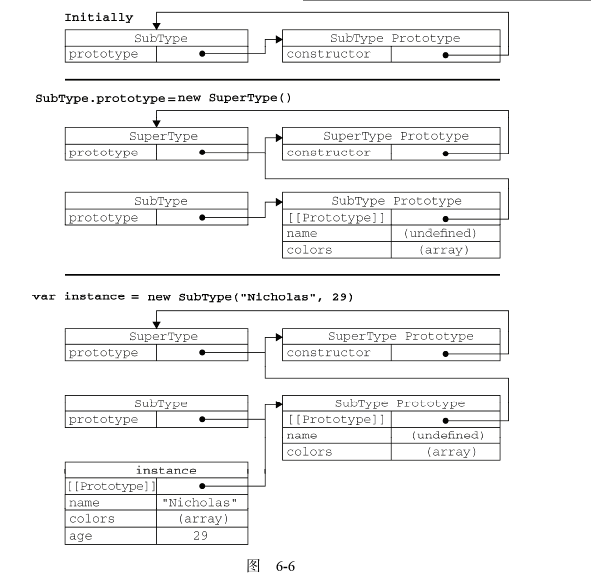 Initially
SubType
SubType Prototype
prototype
constructor
SubType.prototype=new SuperType()
SuperType
SuperType Prototype
prototype
constructor
SubType
SubType Prototype
prototype
[[Prototype]]
name (undefined)
colors (array)
var instance = new SubType("Nicholas", 29)
SuperType
SuperType Prototype
prototype
constructor
SubType
SubType Prototype
prototype
[[Prototype]]
name (undefined)
colors (array)
instance
[[Prototype]]
name "Nicholas"
colors (array)
age 29
图 6-6